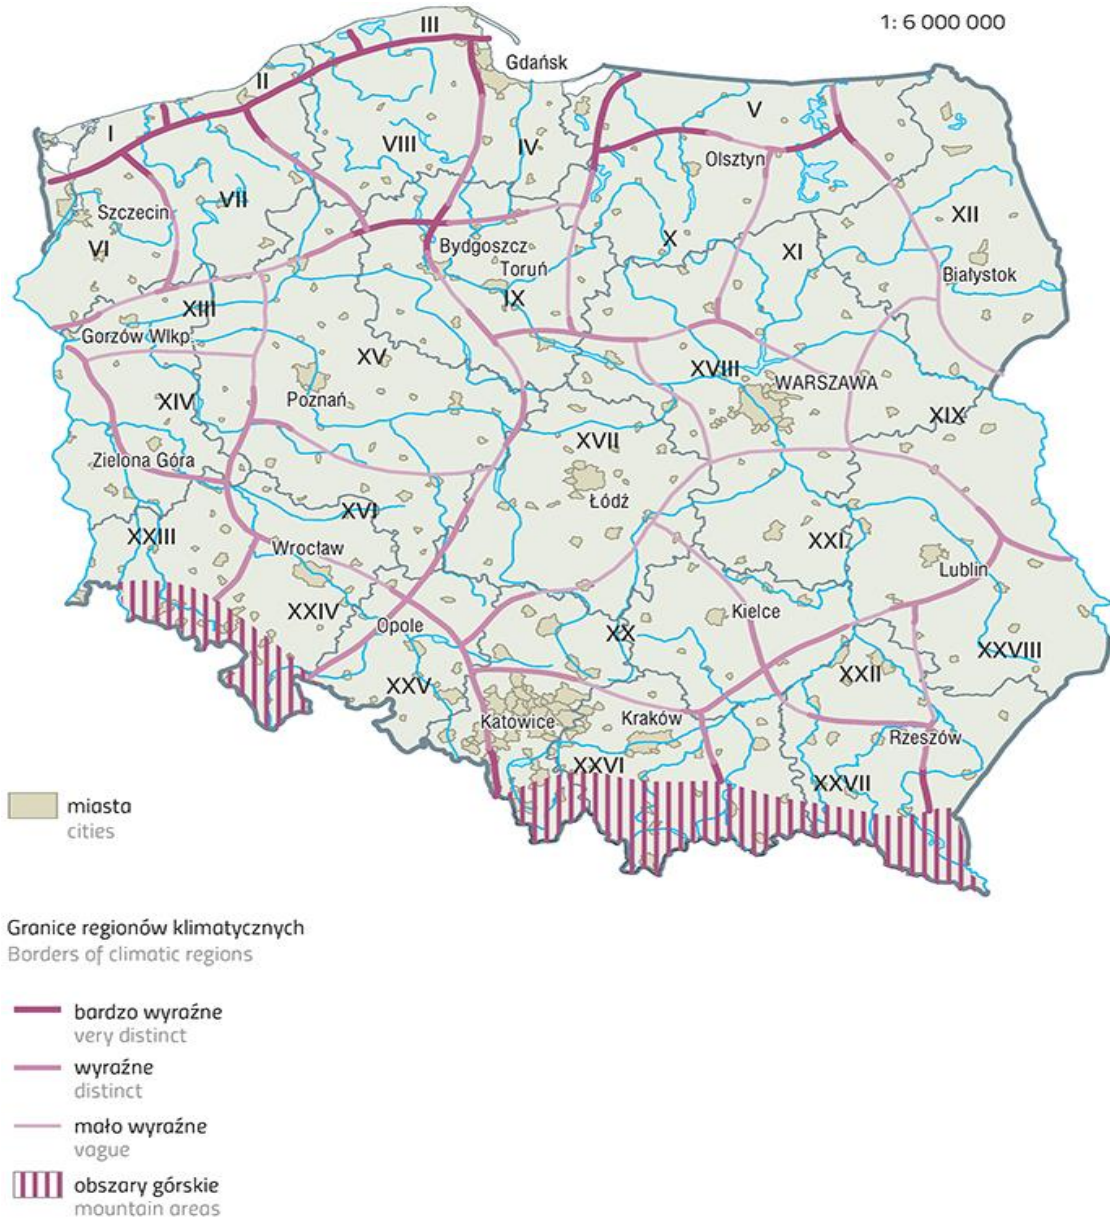 1: 6 000 000
III
Gdańsk
II
I
V
VIII
IV
Olsztyn
VII
Szczecin
XII
VI
Bydgoszcz
X
XI
Toruń
Białystok
IX
XIII
Gorzów Wlkp.
XV
XVIII
WARSZAWA
Poznań
XIV
XIX
XVII
Zielona Góra
Łódź
XVI
XXIII
Wrocław
XXI
Lublin
XXIV
Kielce
Opole
XX
XXVIII
XXII
XXV
Katowice
Kraków
Rzeszów
XXVI
XXVII
miasta
cities
Granice regionów klimatycznych
Borders of climatic regions
bardzo wyraźne
very distinct
wyraźne
distinct
mało wyraźne
vague
obszary górskie
mountain areas